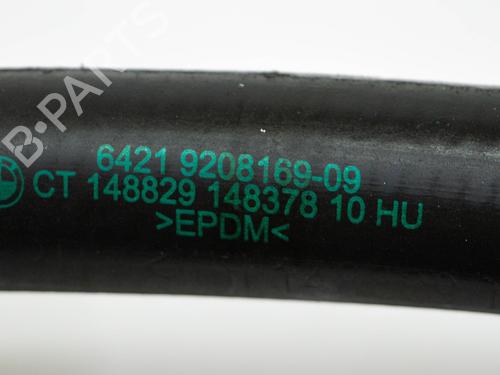 B-PARTS
6421 9208169-09
CT 148829 148378 10 HU
>EPDM<